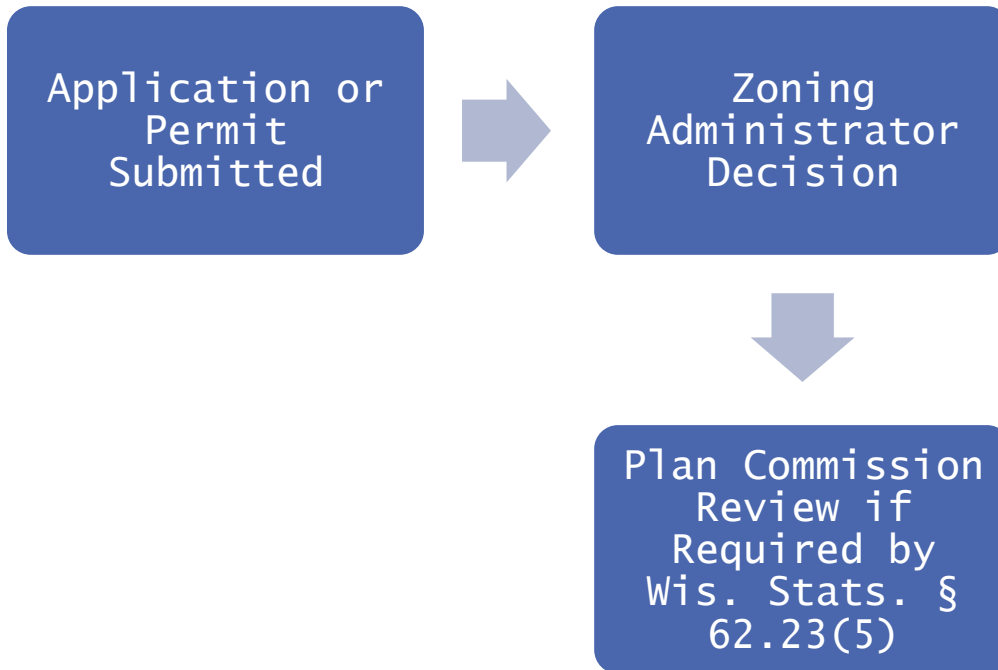 Application or
Permit
Submitted
Zoning
Administrator
Decision
Plan Commission
Review if
Required by
Wis. Stats. §
62.23(5)